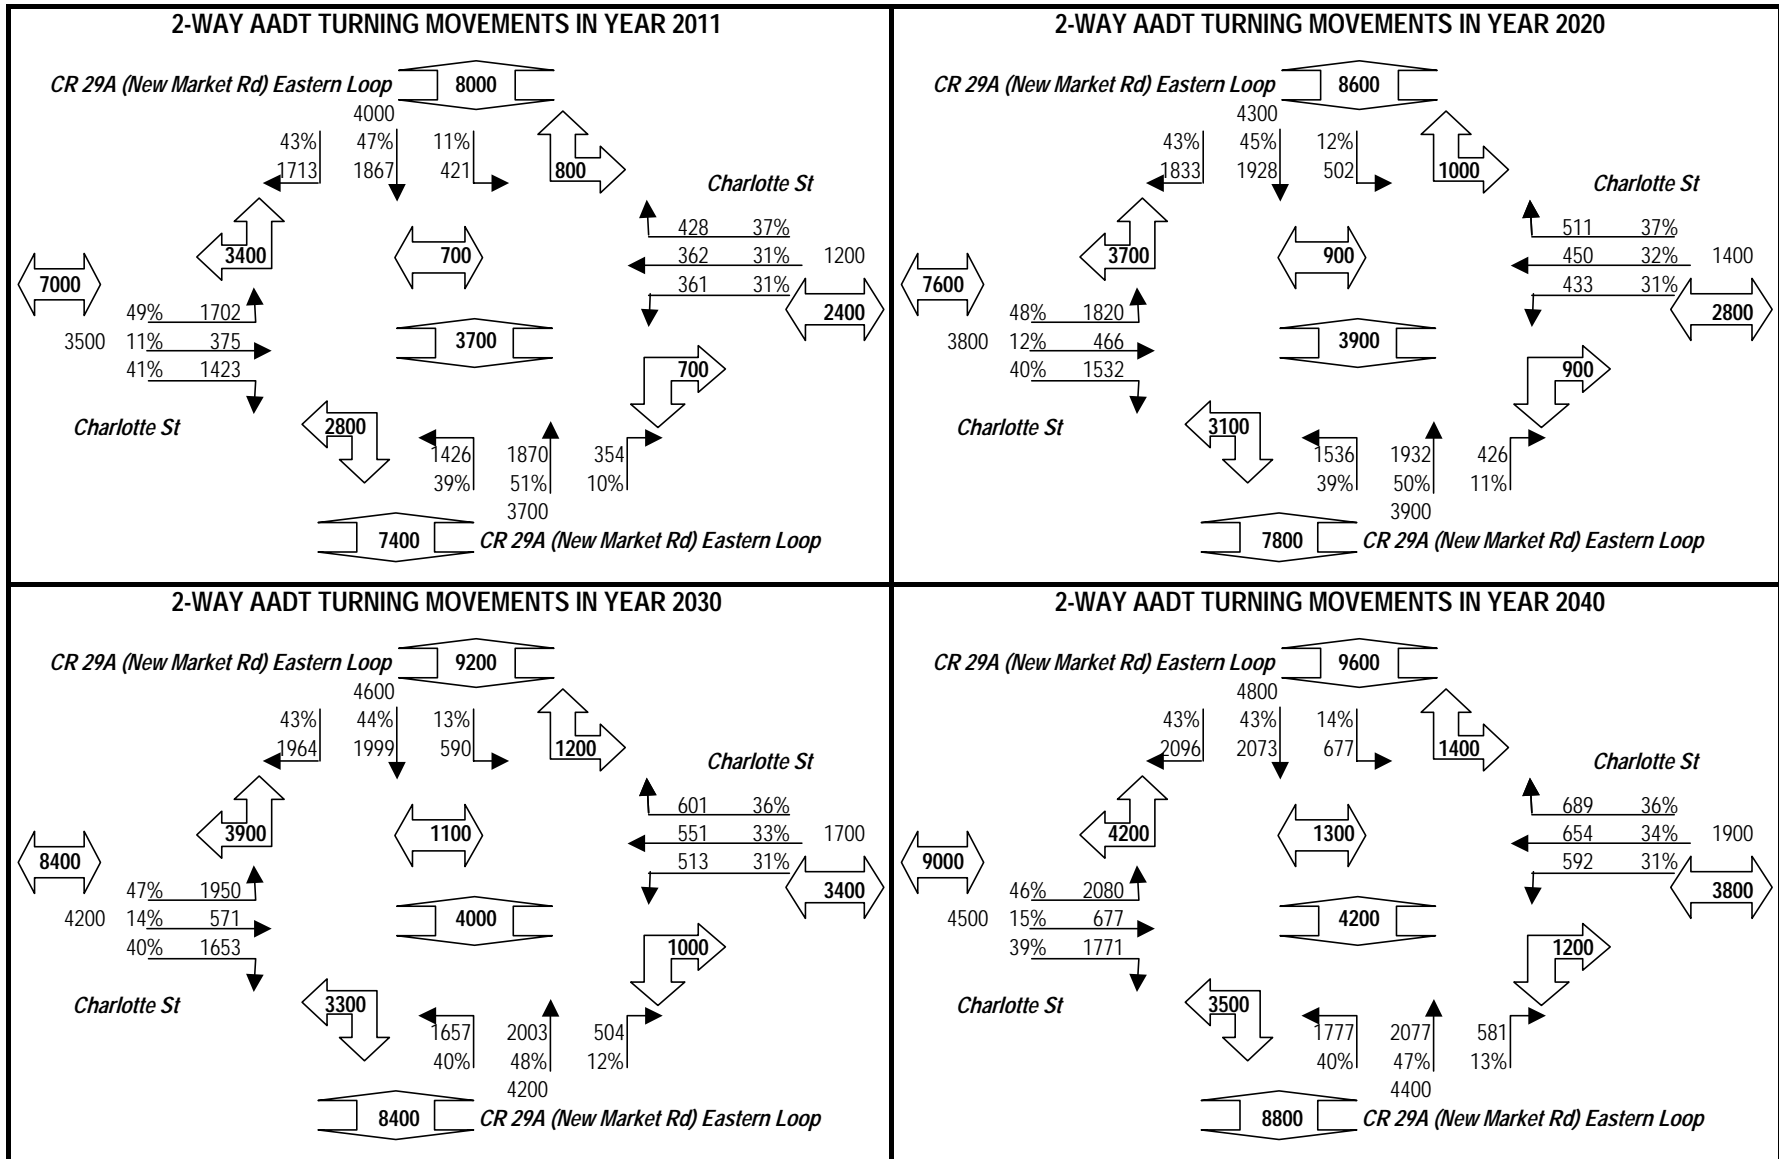 2-WAY AADT TURNING MOVEMENTS IN YEAR 2011
CR 29A (New Market Rd) Eastern Loop 8000
4000
43% 47% 11%
1713 1867 421 800
Charlotte St
428 37%
3400 700 362 31% 1200
7000 361 31%
49% 1702 2400
3500 11% 375 3700
41% 1423 700
Charlotte St 2800
1426 1870 354
39% 51% 10%
3700
7400 CR 29A (New Market Rd) Eastern Loop
2-WAY AADT TURNING MOVEMENTS IN YEAR 2020
CR 29A (New Market Rd) Eastern Loop 8600
4300
43% 45% 12%
1833 1928 502 1000
Charlotte St
511 37%
3700 900 450 32% 1400
7600 433 31%
48% 1820 2800
3800 12% 466 3900
40% 1532 900
Charlotte St 3100
1536 1932 426
39% 50% 11%
3900
7800 CR 29A (New Market Rd) Eastern Loop
2-WAY AADT TURNING MOVEMENTS IN YEAR 2030
CR 29A (New Market Rd) Eastern Loop 9200
4600
43% 44% 13%
1964 1999 590 1200
Charlotte St
601 36%
3900 1100 551 33% 1700
8400 513 31%
47% 1950 3400
4200 14% 571 4000
40% 1653 1000
Charlotte St 3300
1657 2003 504
40% 48% 12%
4200
8400 CR 29A (New Market Rd) Eastern Loop
2-WAY AADT TURNING MOVEMENTS IN YEAR 2040
CR 29A (New Market Rd) Eastern Loop 9600
4800
43% 43% 14%
2096 2073 677 1400
Charlotte St
689 36%
4200 1300 654 34% 1900
9000 592 31%
46% 2080 3800
4500 15% 677 4200
39% 1771 1200
Charlotte St 3500
1777 2077 581
40% 47% 13%
4400
8800 CR 29A (New Market Rd) Eastern Loop